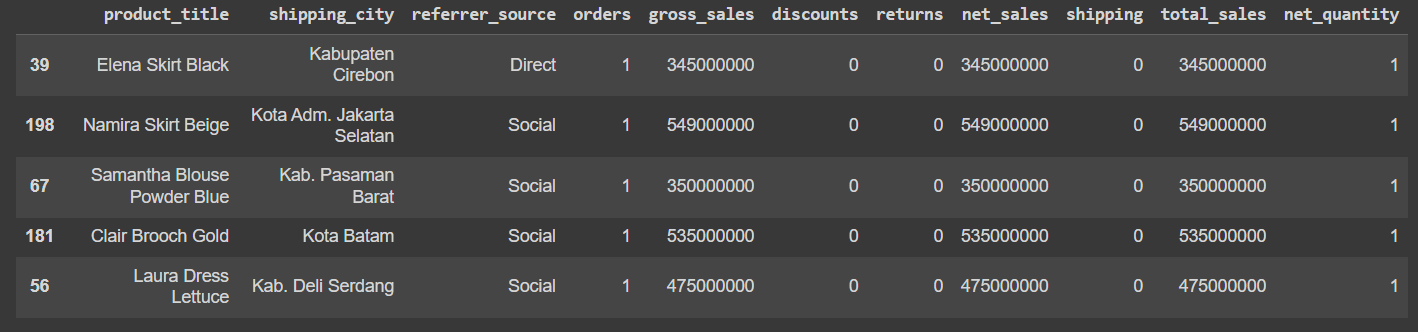 product_title shipping_city referrer_source orders gross_sales discounts returns net_sales shipping total_sales net_quantity
39 Elena Skirt Black Kabupaten Cirebon Direct 1 345000000 0 0 345000000 0 345000000 1
198 Namira Skirt Beige Kota Adm. Jakarta Selatan Social 1 549000000 0 0 549000000 0 549000000 1
67 Samantha Blouse Powder Blue Kab. Pasaman Barat Social 1 350000000 0 0 350000000 0 350000000 1
181 Clair Brooch Gold Kota Batam Social 1 535000000 0 0 535000000 0 535000000 1
56 Laura Dress Lettuce Kab. Deli Serdang Social 1 475000000 0 0 475000000 0 475000000 1